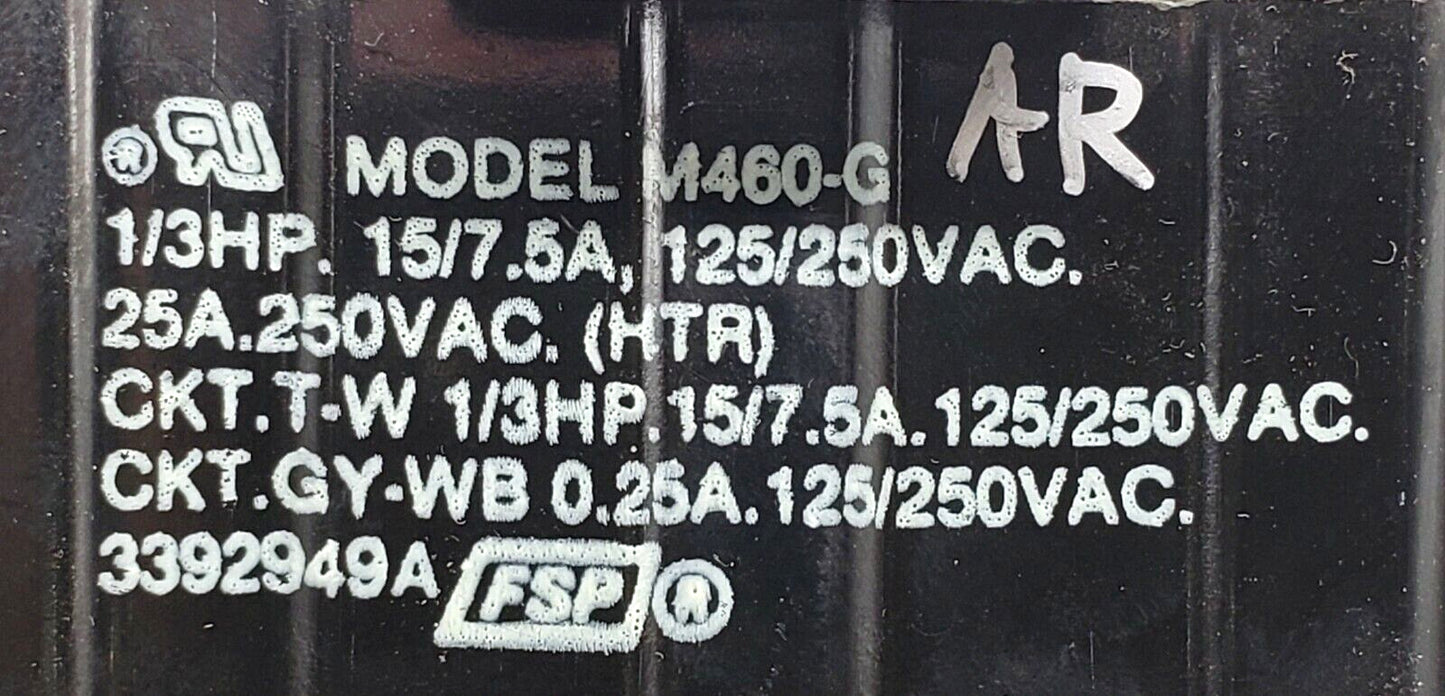 ® RU MODEL M460-G AR
1/3HP. 15/7.5A, 125/250VAC.
25A.250VAC. (HTR)
CKT.T-W 1/3HP.15/7.5A.125/250VAC.
CKT.GY-WB 0.25A.125/250VAC.
3392949A FSP ®